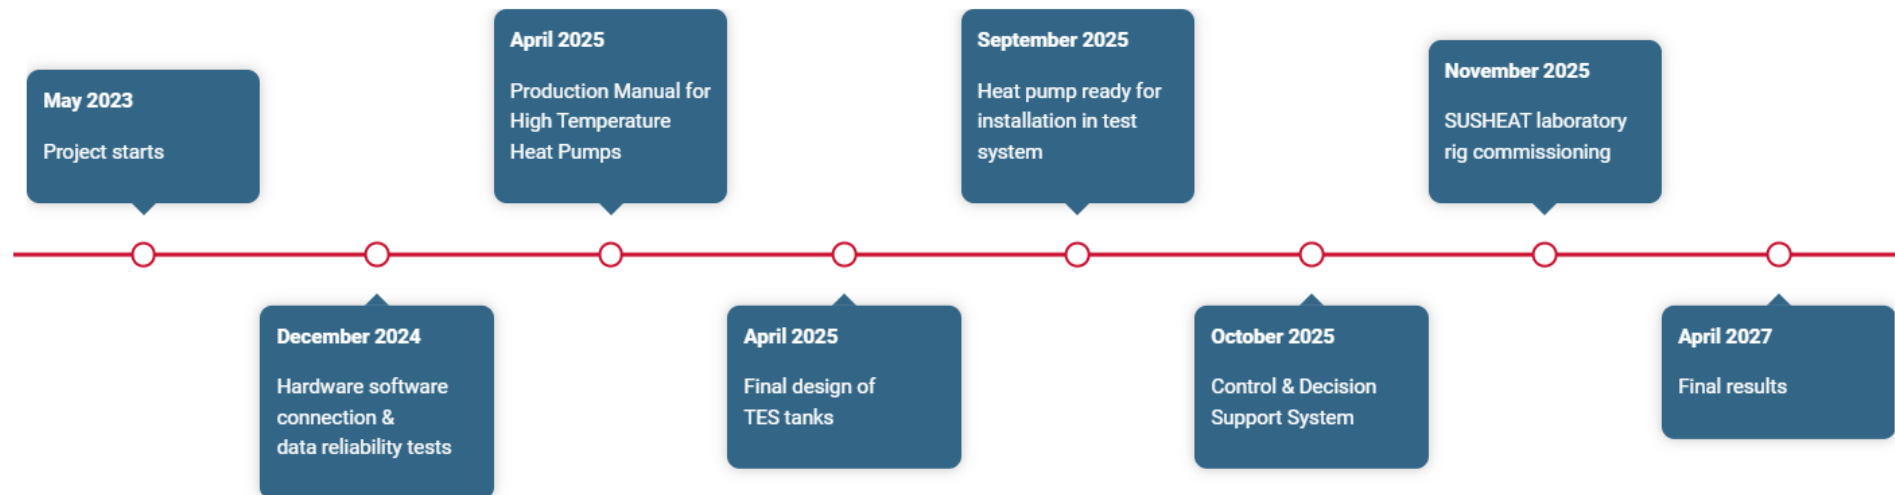 May 2023
Project starts
December 2024
Hardware software
connection &
data reliability tests
April 2025
Production Manual for
High Temperature
Heat Pumps
April 2025
Final design of
TES tanks
September 2025
Heat pump ready for
installation in test
system
October 2025
Control & Decision
Support System
November 2025
SUSHEAT laboratory
rig commissioning
April 2027
Final results